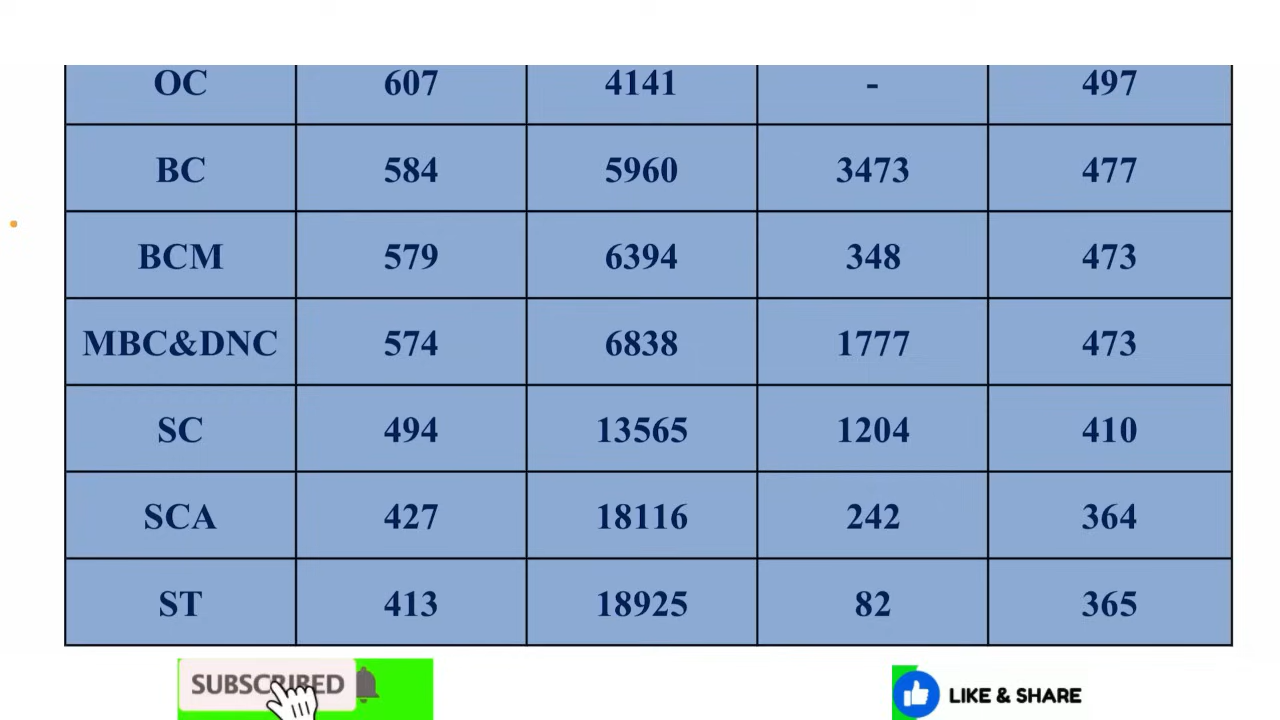 OC 607 4141 - 497
BC 584 5960 3473 477
BCM 579 6394 348 473
MBC&DNC 574 6838 1777 473
SC 494 13565 1204 410
SCA 427 18116 242 364
ST 413 18925 82 365
SUBSCRIBED LIKE & SHARE